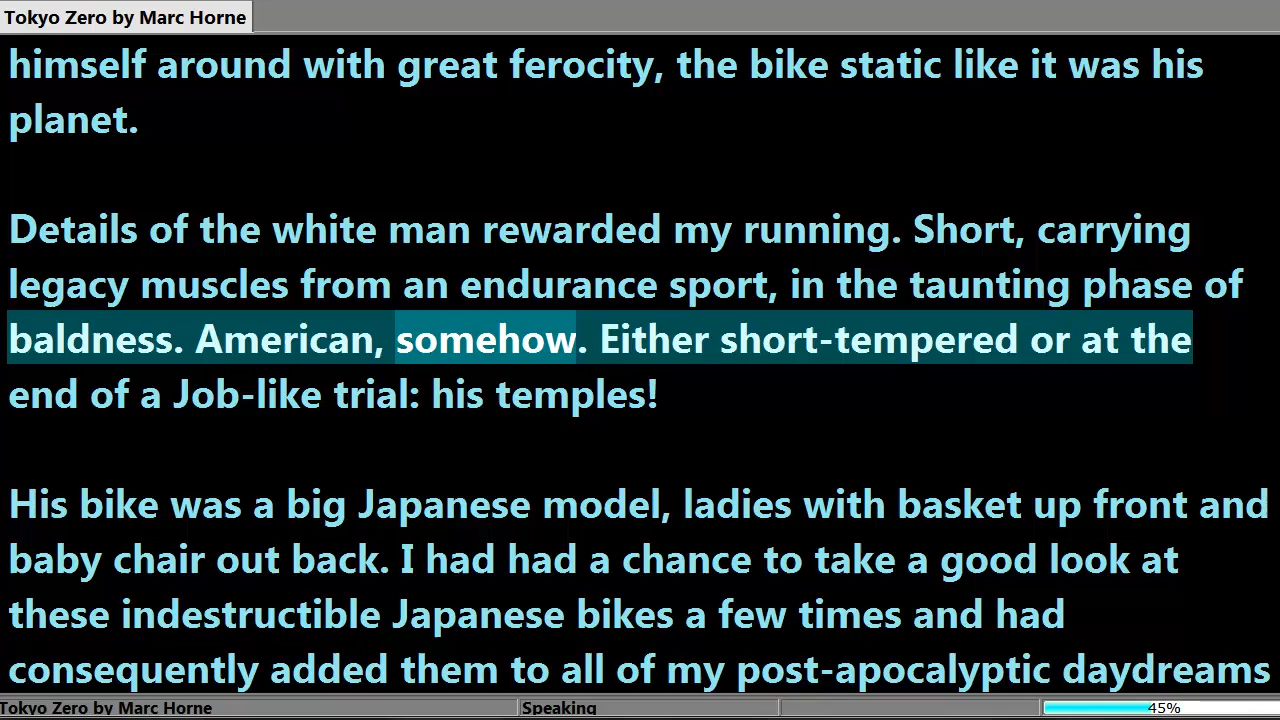 Tokyo Zero by Marc Horne
himself around with great ferocity, the bike static like it was his
planet.
Details of the white man rewarded my running. Short, carrying
legacy muscles from an endurance sport, in the taunting phase of
baldness. American, somehow. Either short-tempered or at the
end of a Job-like trial: his temples!
His bike was a big Japanese model, ladies with basket up front and
baby chair out back. I had had a chance to take a good look at
these indestructible Japanese bikes a few times and had
consequently added them to all of my post-apocalyptic daydreams
Tokyo Zero by Marc Horne Speaking 45%